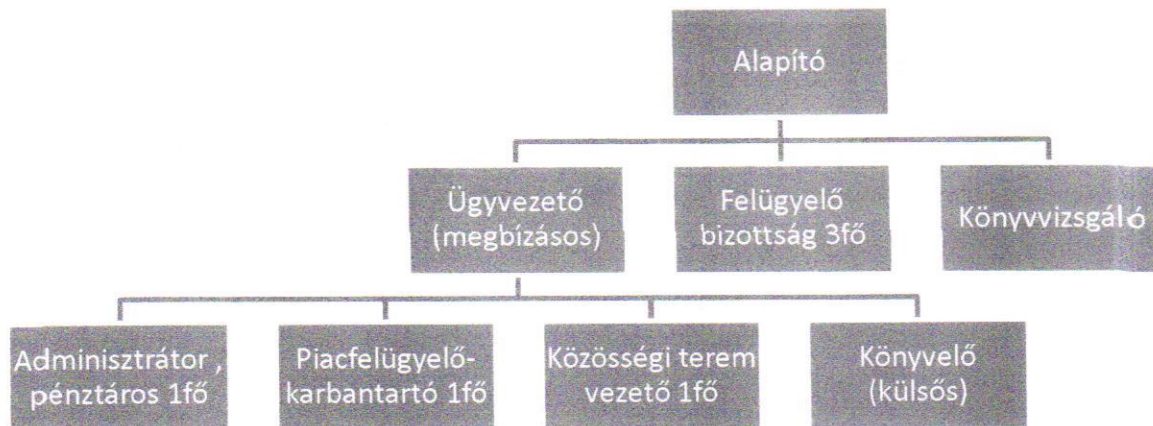 Alapító
Ügyvezető
(megbízásos)
Felügyelő
bizottság 3fő
Könyvvizsgáló
Adminisztrátor ,
pénztáros 1fő
Piacfelügyelő-
karbantartó 1fő
Közösségi terem
vezető 1fő
Könyvelő
(külsős)